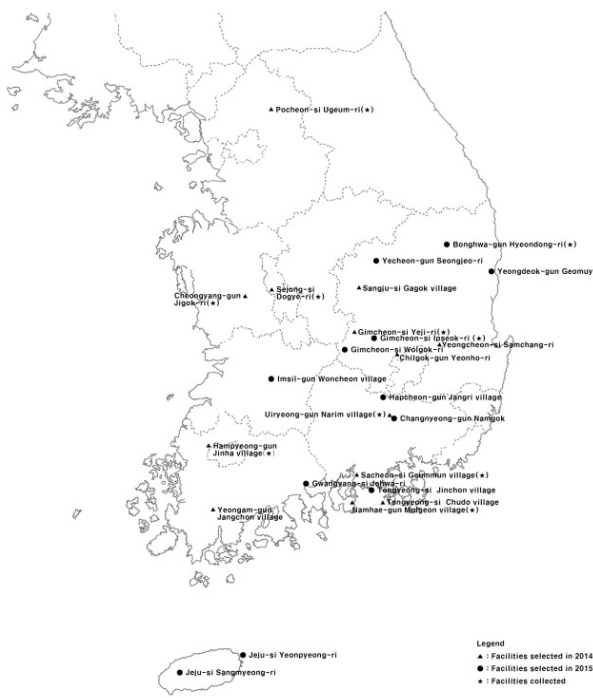 Pocheon-si Ugeum-ri(★)
Bonghwa-gun Hyeondong-ri(★)
Yecheon-gun Seongjeo-ri
Yeongdeok-gun Geomuy
Sejong-si
Dogyo-ri(★)
Sangju-si Gagok village
Cheongyang-gun
Jigok-ri(★)
Gimcheon-si Yeji-ri(★)
Gimcheon-si Ipseok-ri (★)
Yeongcheon-si Samchang-ri
Gimcheon-si Wolgok-ri
Chilgok-gun Yeonho-ri
Imsil-gun Woncheon village
Hapcheon-gun Jangri village
Uiryeong-gun Narim village(★)
Changnyeong-gun Namgok
Hampyeong-gun
Jinha village(★)
Sacheon-si Goummun village(★)
Gwangyang-si Johwa-ri
Tongyeong-si Jinchon village
Tongyeong-si Chudo village
Namhae-gun Mulgeon village(★)
Yeongam-gun
Jangchon village
Jeju-si Yeonpyeong-ri
Jeju-si Sangmyeong-ri
Legend
▲ : Facilities selected in 2014
● : Facilities selected in 2015
★ : Facilities collected